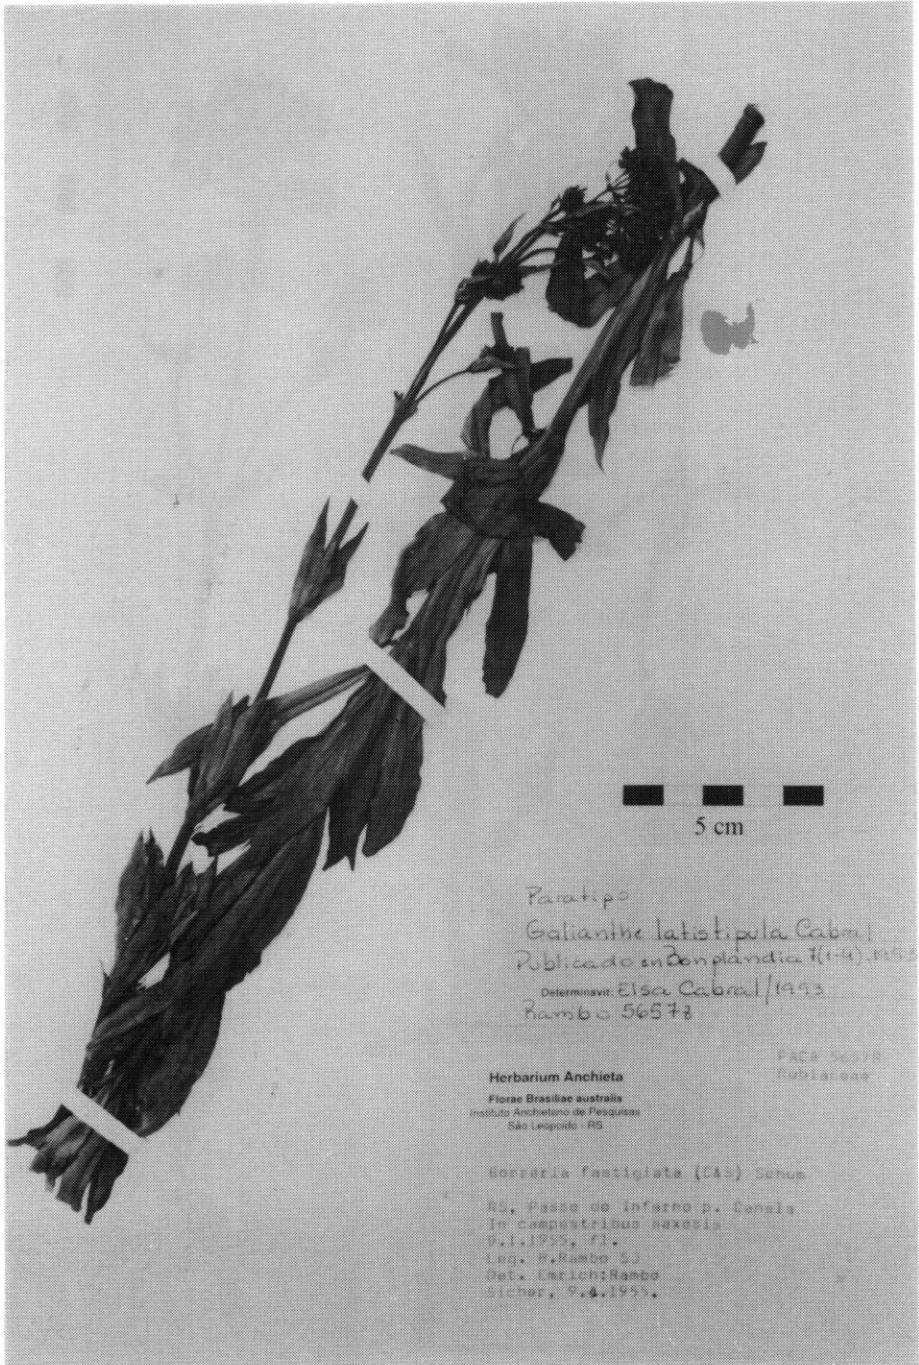 5 cm
Paratipo
Galianthe latistipula Cabral
Publicado en Bonplandia 7(1-4). 1993
Determinavit: Elsa Cabral/1993
Rambo 56578
PACA 56578
Rubiaceae
Herbarium Anchieta
Florae Brasiliae australis
Instituto Anchietano de Pesquisas
São Leopoldo - RS
Borreria fastigiata (C&S) Schum
RS, Passo do Inferno p. Canela
In campestribus saxosis
9.1.1955, fl.
Leg. B.Rambo SJ
Det. Emrich;Rambo
Sicher, 9.4.1955.